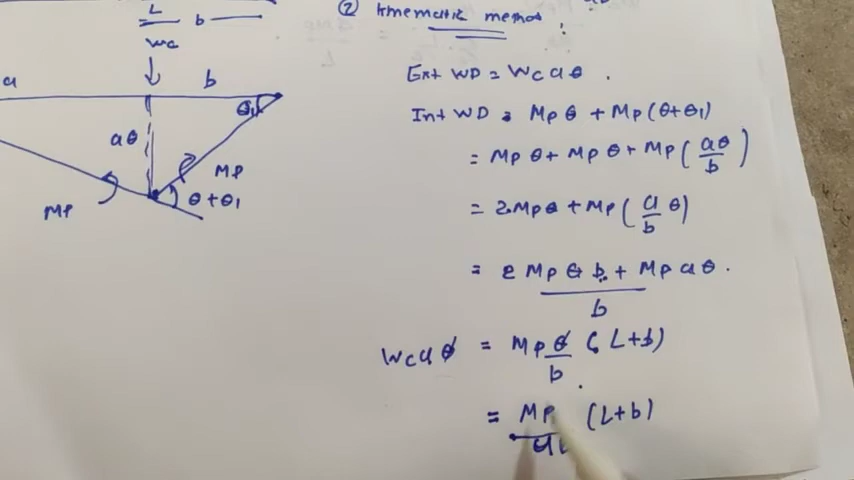 L
b
wc
② kinematic method :
a
b
θ₁
aθ
MP
MP
θ+θ₁
Ext WD = Wc a θ .
Int WD = Mp θ + Mp (θ+θ₁)
= Mp θ + Mp θ + Mp ( aθ / b )
= 2Mpθ + Mp ( a / b θ )
= 2 Mp θ b + Mp a θ . / b
Wc a θ = Mp θ / b ( L+b )
= Mp (L+b)